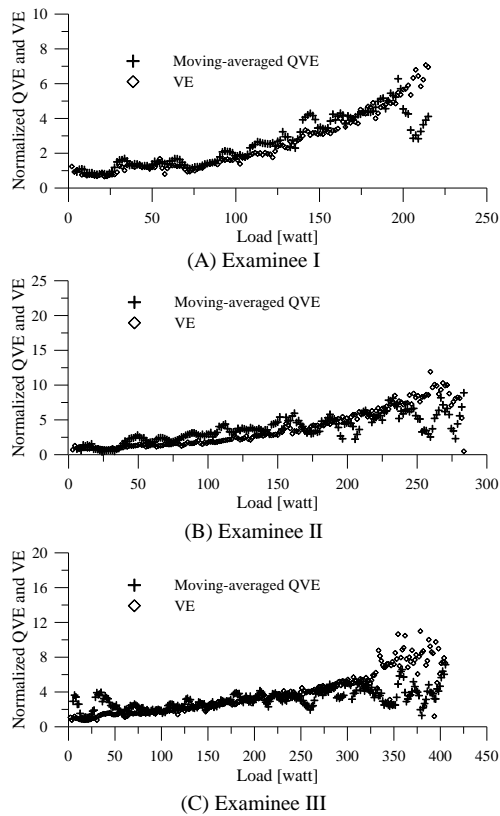 10
8
6
4
2
0
Normalized QVE and VE
Moving-averaged QVE
VE
0 50 100 150 200 250
Load [watt]
(A) Examinee I
25
20
15
10
5
0
Normalized QVE and VE
Moving-averaged QVE
VE
0 50 100 150 200 250 300
Load [watt]
(B) Examinee II
20
16
12
8
4
0
Normalized QVE and VE
Moving-averaged QVE
VE
0 50 100 150 200 250 300 350 400 450
Load [watt]
(C) Examinee III